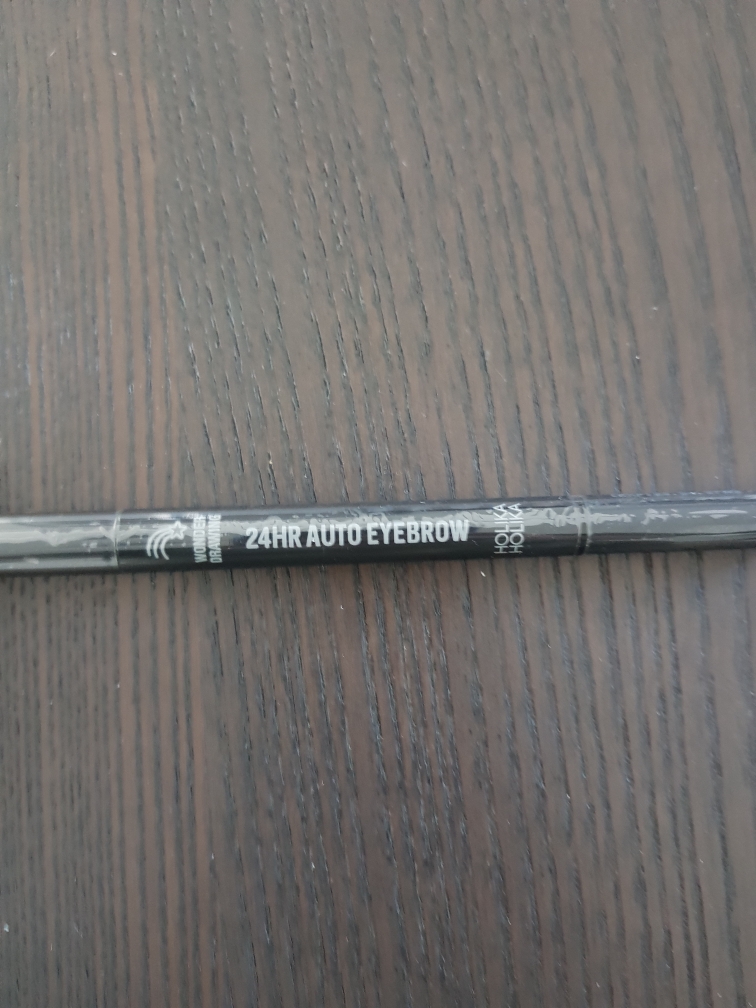 WONDER
DRAWING
24HR AUTO EYEBROW
HOLIKA
HOLIKA